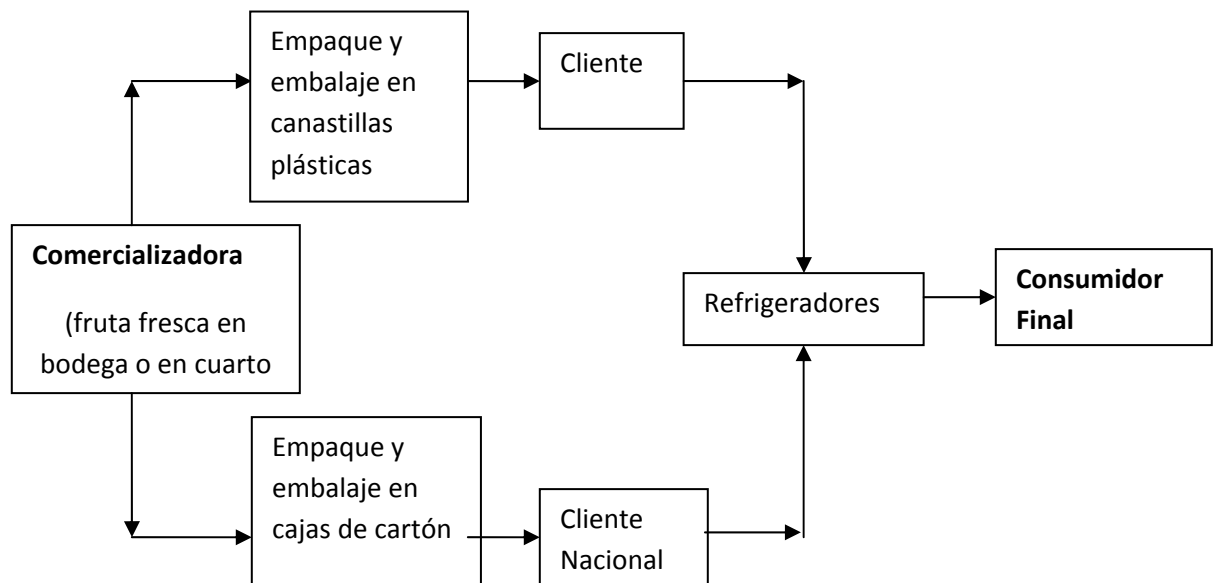 Empaque y
embalaje en
canastillas
plásticas
Cliente
Comercializadora
(fruta fresca en
bodega o en cuarto
Refrigeradores
Consumidor
Final
Empaque y
embalaje en
cajas de cartón
Cliente
Nacional